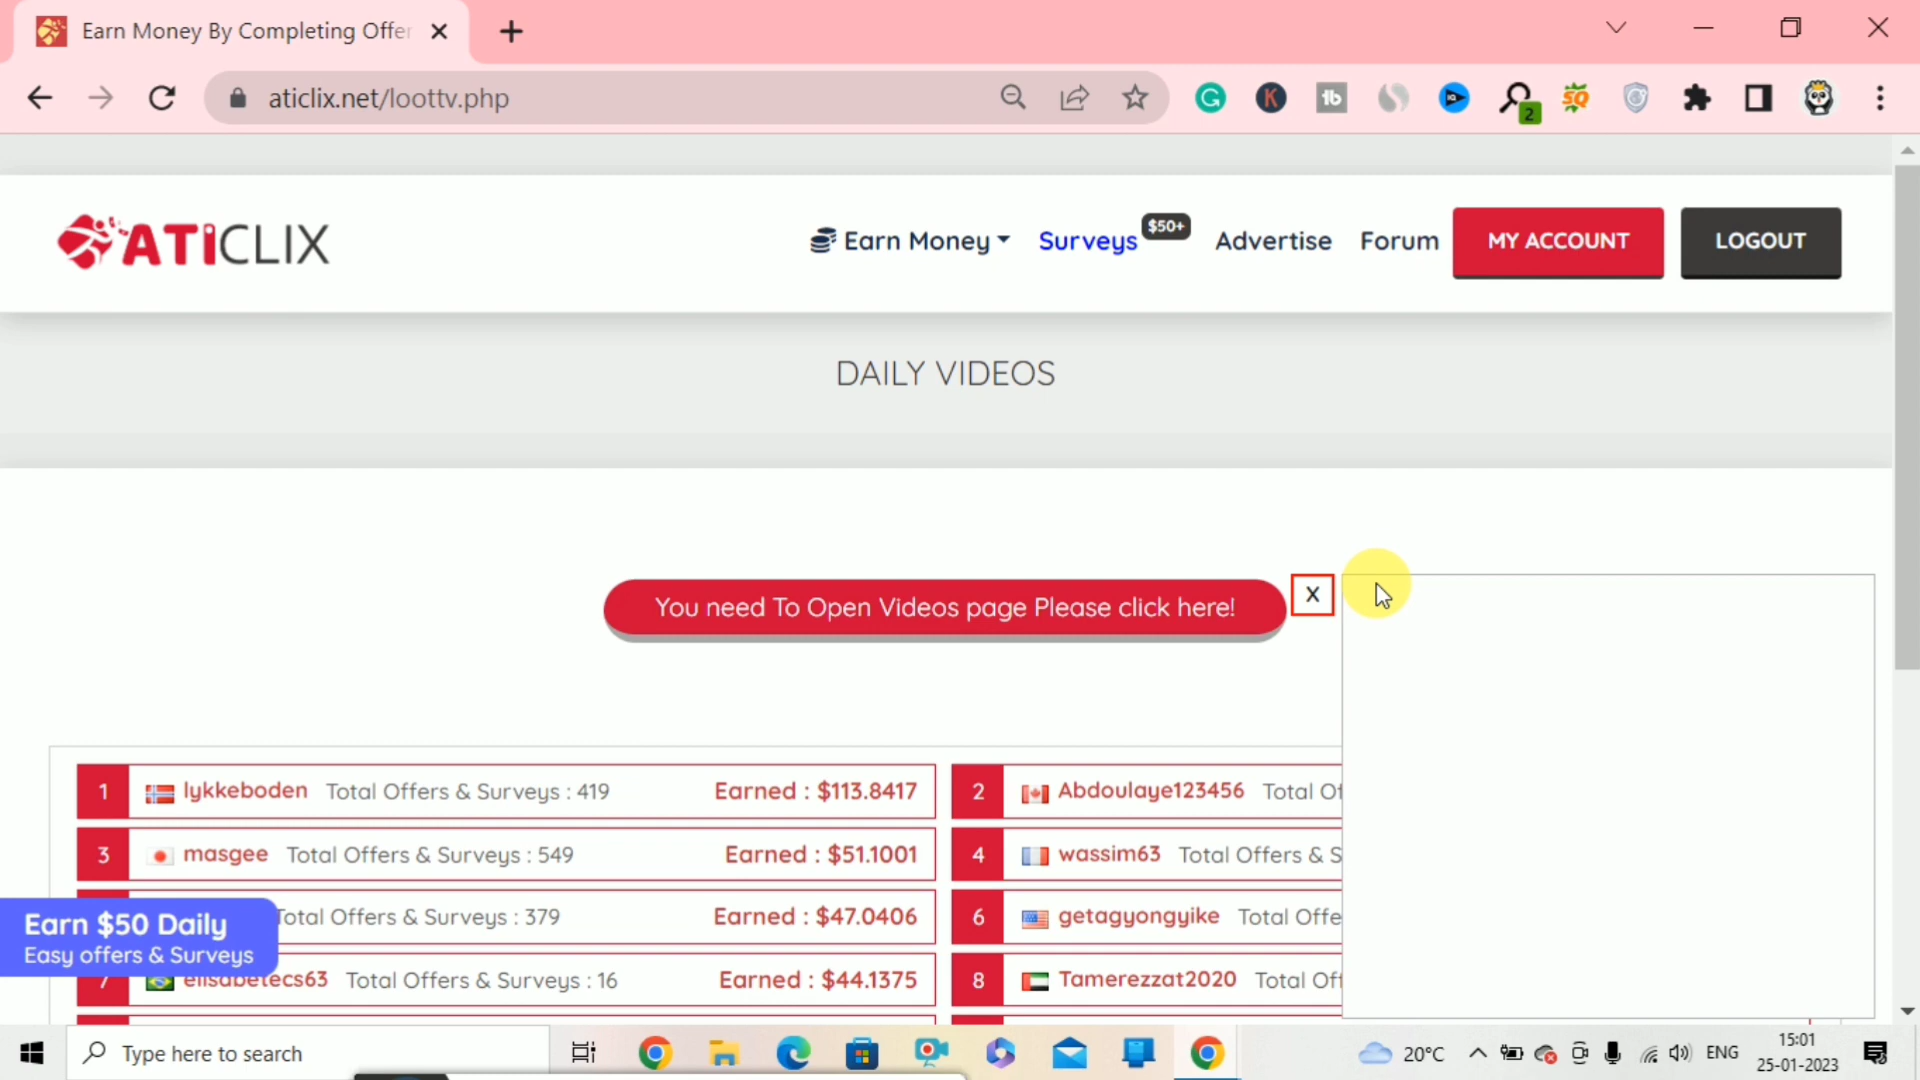 Earn Money By Completing Offer
aticlix.net/loottv.php
2
ATICLIX
Earn Money
Surveys
$50+
Advertise
Forum
MY ACCOUNT
LOGOUT
DAILY VIDEOS
You need To Open Videos page Please click here!
X
1 lykkeboden Total Offers & Surveys : 419 Earned : $113.8417
2 Abdoulaye123456 Total Of
3 masgee Total Offers & Surveys : 549 Earned : $51.1001
4 wassim63 Total Offers & S
Total Offers & Surveys : 379 Earned : $47.0406
6 getagyongyike Total Offe
Earn $50 Daily
Easy offers & Surveys
7 elisabetecs63 Total Offers & Surveys : 16 Earned : $44.1375
8 Tamerezzat2020 Total Off
Type here to search
20°C
ENG
15:01
25-01-2023